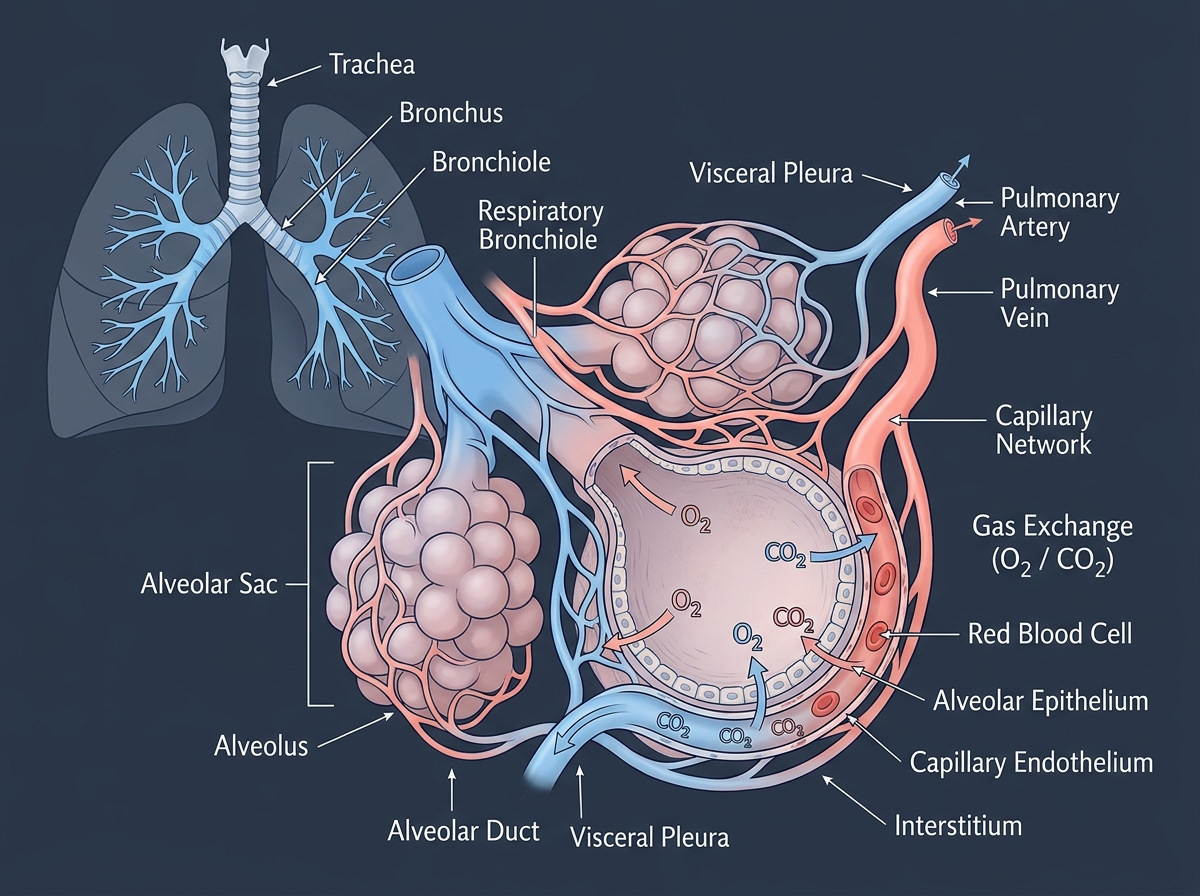 Trachea
Bronchus
Bronchiole
Visceral Pleura
Pulmonary
Artery
Respiratory
Bronchiole
Pulmonary
Vein
Capillary
Network
O₂
Gas Exchange
(O₂ / CO₂)
CO₂
Alveolar Sac
O₂
CO₂
O₂
Red Blood Cell
Alveolar Epithelium
CO₂
CO₂
CO₂
Alveolus
Capillary Endothelium
Interstitium
Alveolar Duct
Visceral Pleura